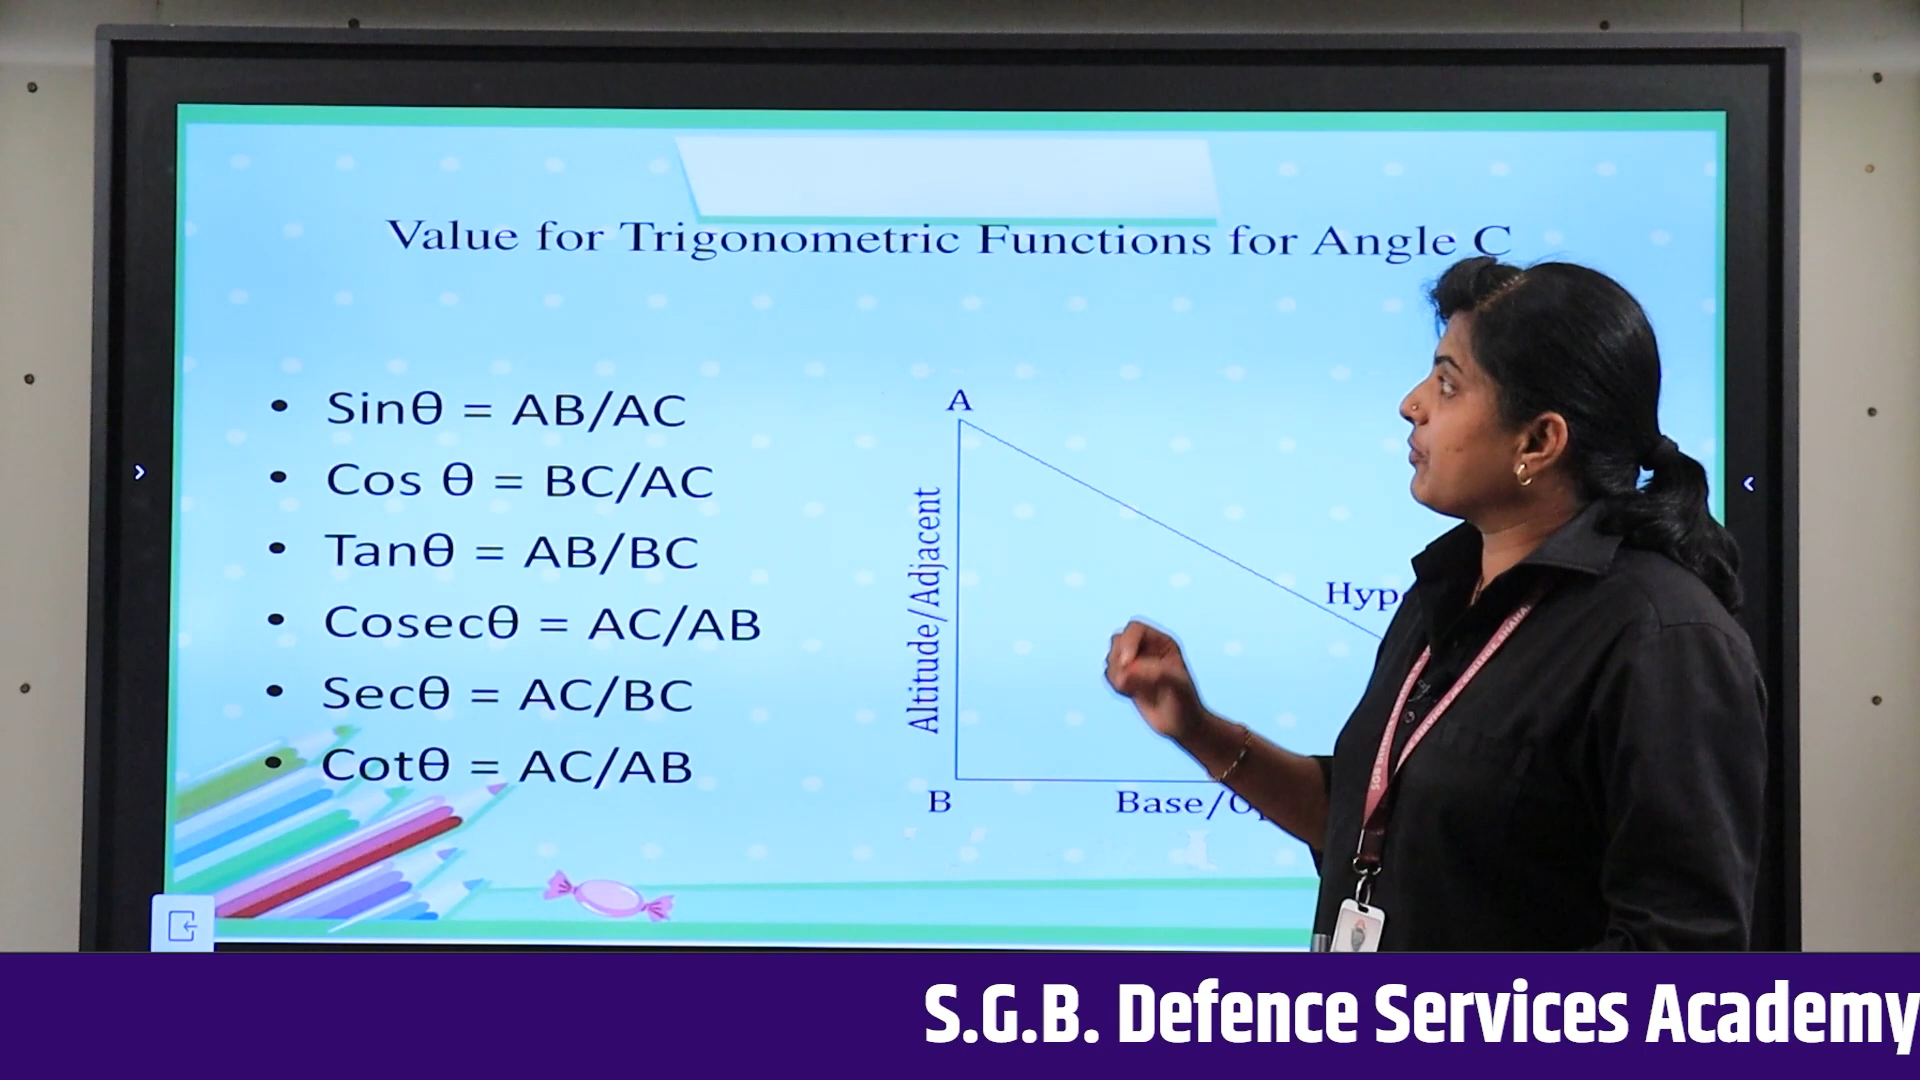 Value for Trigonometric Functions for Angle C
• Sinθ = AB/AC
• Cos θ = BC/AC
• Tanθ = AB/BC
• Cosecθ = AC/AB
• Secθ = AC/BC
• Cotθ = AC/AB
A
Altitude/Adjacent
B
S.G.B. Defence Services Academy